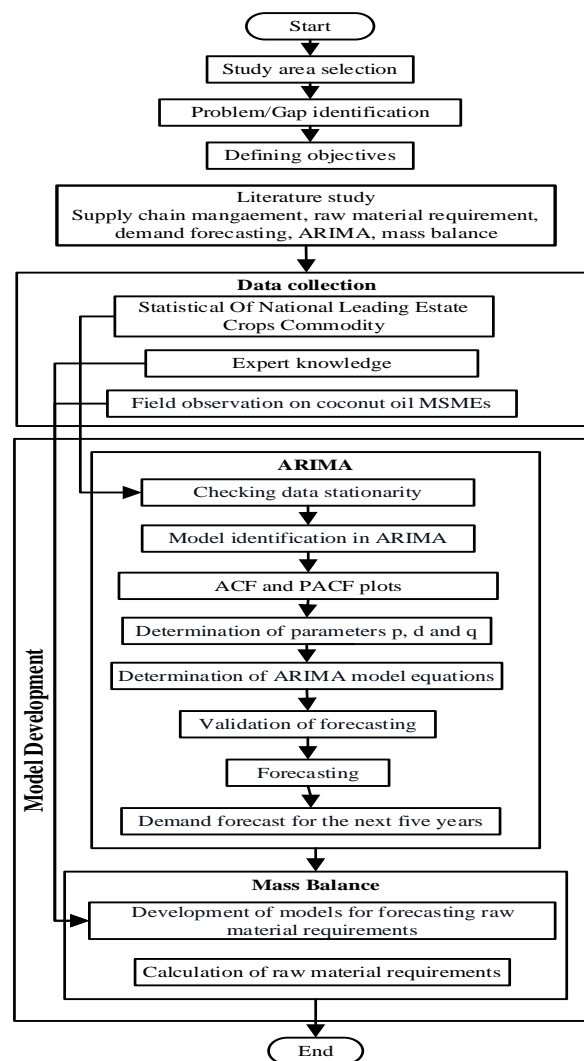 Start
Study area selection
Problem/Gap identification
Defining objectives
Literature study
Supply chain mangaement, raw material requirement,
demand forecasting, ARIMA, mass balance
Data collection
Statistical Of National Leading Estate
Crops Commodity
Expert knowledge
Field observation on coconut oil MSMEs
Model Development
ARIMA
Checking data stationarity
Model identification in ARIMA
ACF and PACF plots
Determination of parameters p, d and q
Determination of ARIMA model equations
Validation of forecasting
Forecasting
Demand forecast for the next five years
Mass Balance
Development of models for forecasting raw
material requirements
Calculation of raw material requirements
End